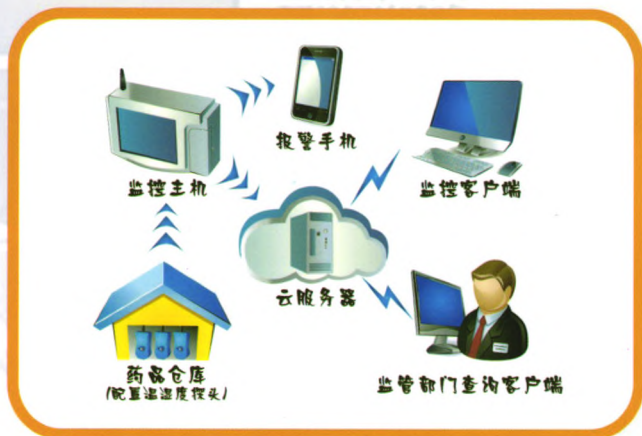 报警手机
监控主机
监控客户端
云服务器
药品仓库
(配置温湿度探头)
监管部门查询客户端